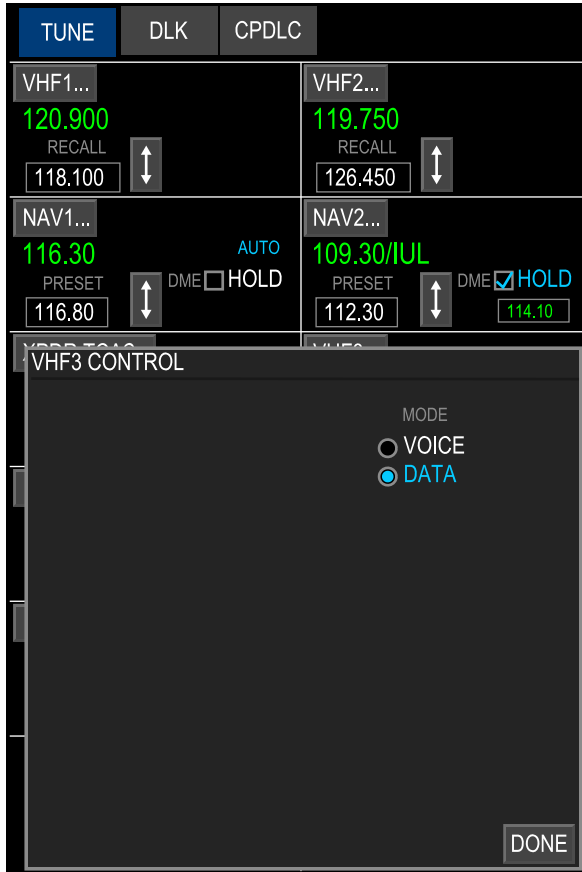 TUNE DLK CPDLC
VHF1... VHF2...
120.900 119.750
RECALL RECALL
118.100 126.450
NAV1... NAV2...
116.30 AUTO 109.30/IUL
PRESET DME HOLD PRESET DME HOLD
116.80 112.30 114.10
VHF3 CONTROL
MODE
VOICE
DATA
DONE